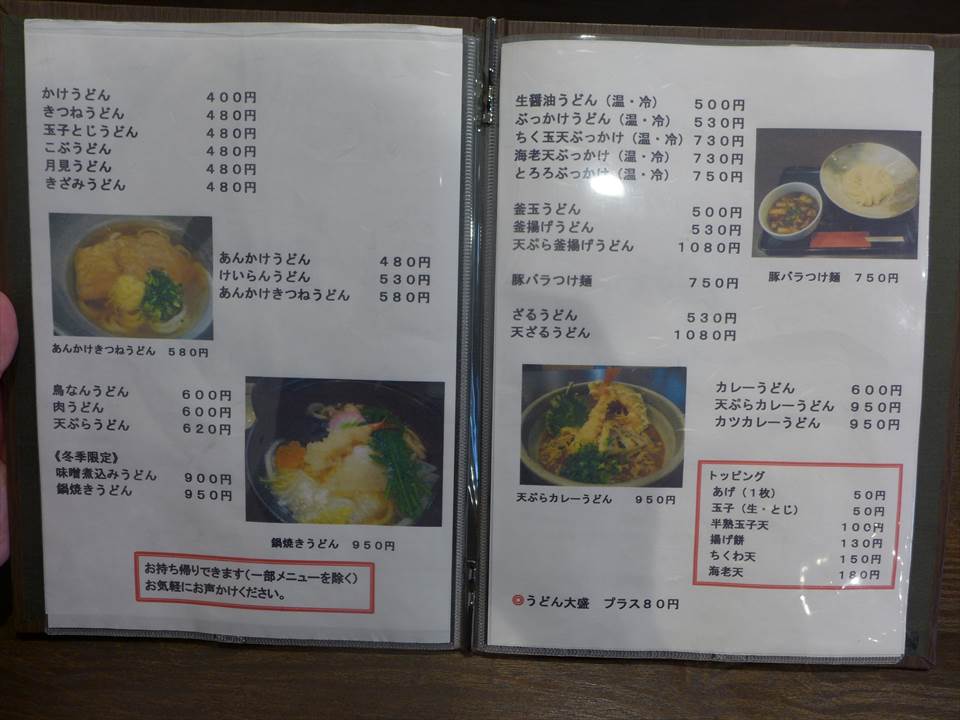 かけうどん 400円
きつねうどん 480円
玉子とじうどん 480円
こぶうどん 480円
月見うどん 480円
きざみうどん 480円
あんかけうどん 480円
けいらんうどん 530円
あんかけきつねうどん 580円
あんかけきつねうどん 580円
鳥なんうどん 600円
肉うどん 600円
天ぷらうどん 620円
《冬季限定》
味噌煮込みうどん 900円
鍋焼きうどん 950円
鍋焼きうどん 950円
お持ち帰りできます(一部メニューを除く)
お気軽にお声かけください。
生醤油うどん(温・冷) 500円
ぶっかけうどん(温・冷) 530円
ちく玉天ぶっかけ(温・冷) 730円
海老天ぶっかけ(温・冷) 730円
とろろぶっかけ(温・冷) 750円
釜玉うどん 500円
釜揚げうどん 530円
天ぷら釜揚げうどん 1080円
豚バラつけ麺 750円
豚バラつけ麺 750円
ざるうどん 530円
天ざるうどん 1080円
カレーうどん 600円
天ぷらカレーうどん 950円
カツカレーうどん 950円
天ぷらカレーうどん 950円
トッピング
あげ(1枚) 50円
玉子(生・とじ) 50円
半熟玉子天 100円
揚げ餅 130円
ちくわ天 150円
海老天 180円
◎うどん大盛 プラス80円